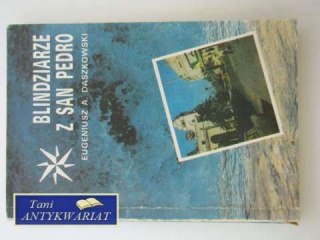 BLINDZIARZE
Z SAN PEDRO
EUGENIUSZ A. DASZKOWSKI
Tani
ANTYKWARIAT